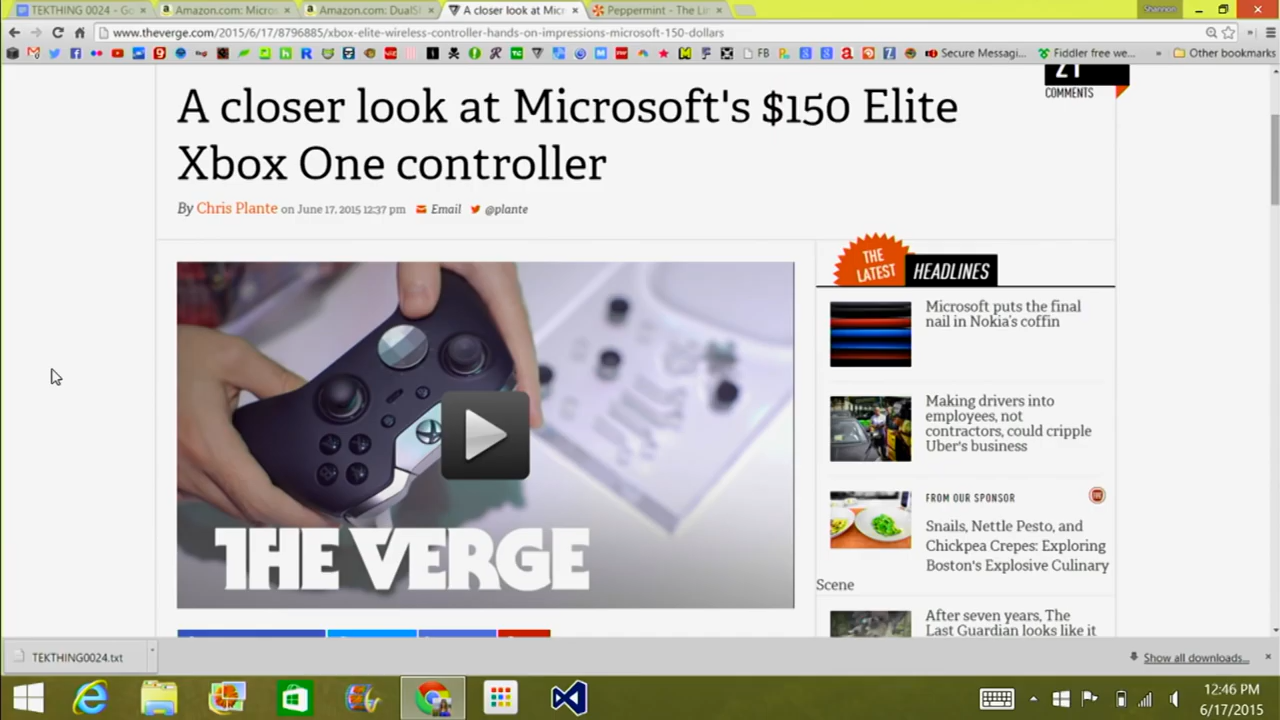 TEKTHING 0024 - Go
Amazon.com: Micros
Amazon.com: DualS
A closer look at Micr
Peppermint - The Li
Shannon
www.theverge.com/2015/6/17/8796885/xbox-elite-wireless-controller-hands-on-impressions-microsoft-150-dollars
FB
Secure Messagi...
Fiddler free we...
Other bookmarks
21
COMMENTS
A closer look at Microsoft's $150 Elite
Xbox One controller
By Chris Plante on June 17, 2015 12:37 pm
Email
@plante
THE
LATEST
HEADLINES
Microsoft puts the final
nail in Nokia's coffin
Making drivers into
employees, not
contractors, could cripple
Uber's business
FROM OUR SPONSOR
Snails, Nettle Pesto, and
Chickpea Crepes: Exploring
Boston's Explosive Culinary
Scene
After seven years, The
Last Guardian looks like it
THE VERGE
TEKTHING0024.txt
Show all downloads...
12:46 PM
6/17/2015